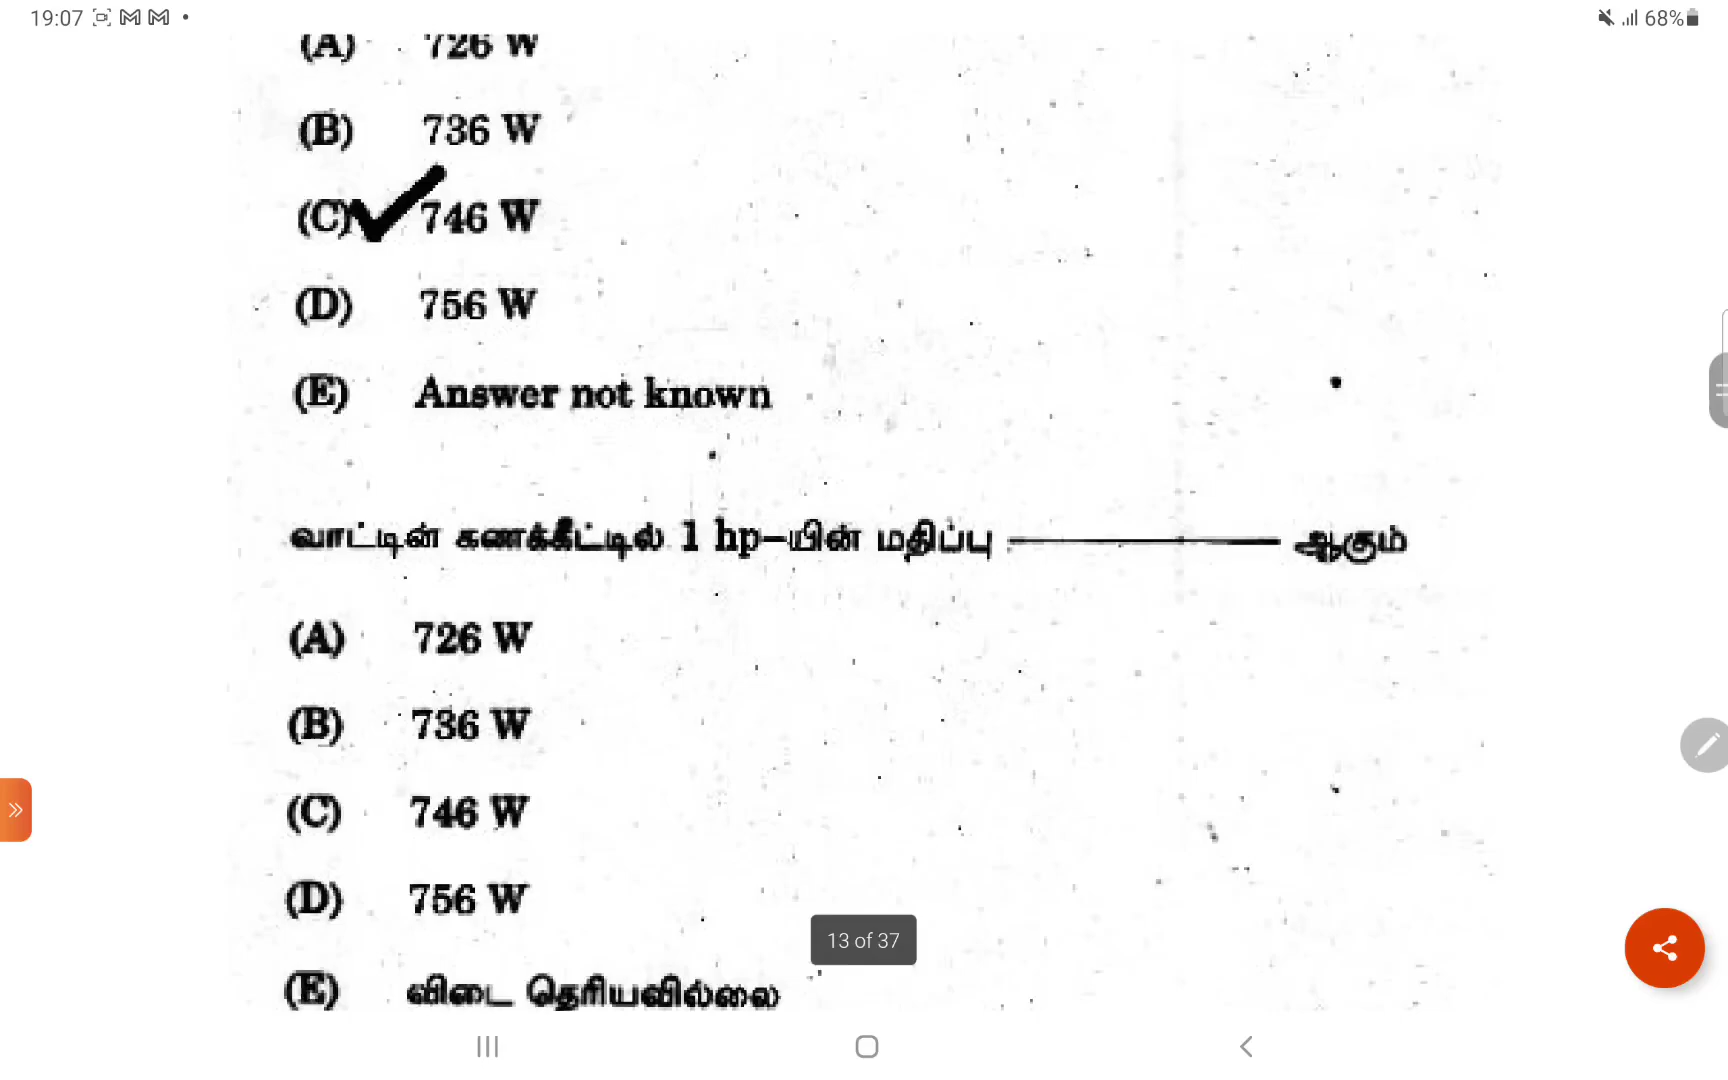 19:07
68%
(A) 726 W
(B) 736 W
(C) 746 W
(D) 756 W
(E) Answer not known
வாட்டின் கணக்கீட்டில் 1 hp-யின் மதிப்பு ஆகும்
(A) 726 W
(B) 736 W
(C) 746 W
(D) 756 W
13 of 37
(E) விடை தெரியவில்லை